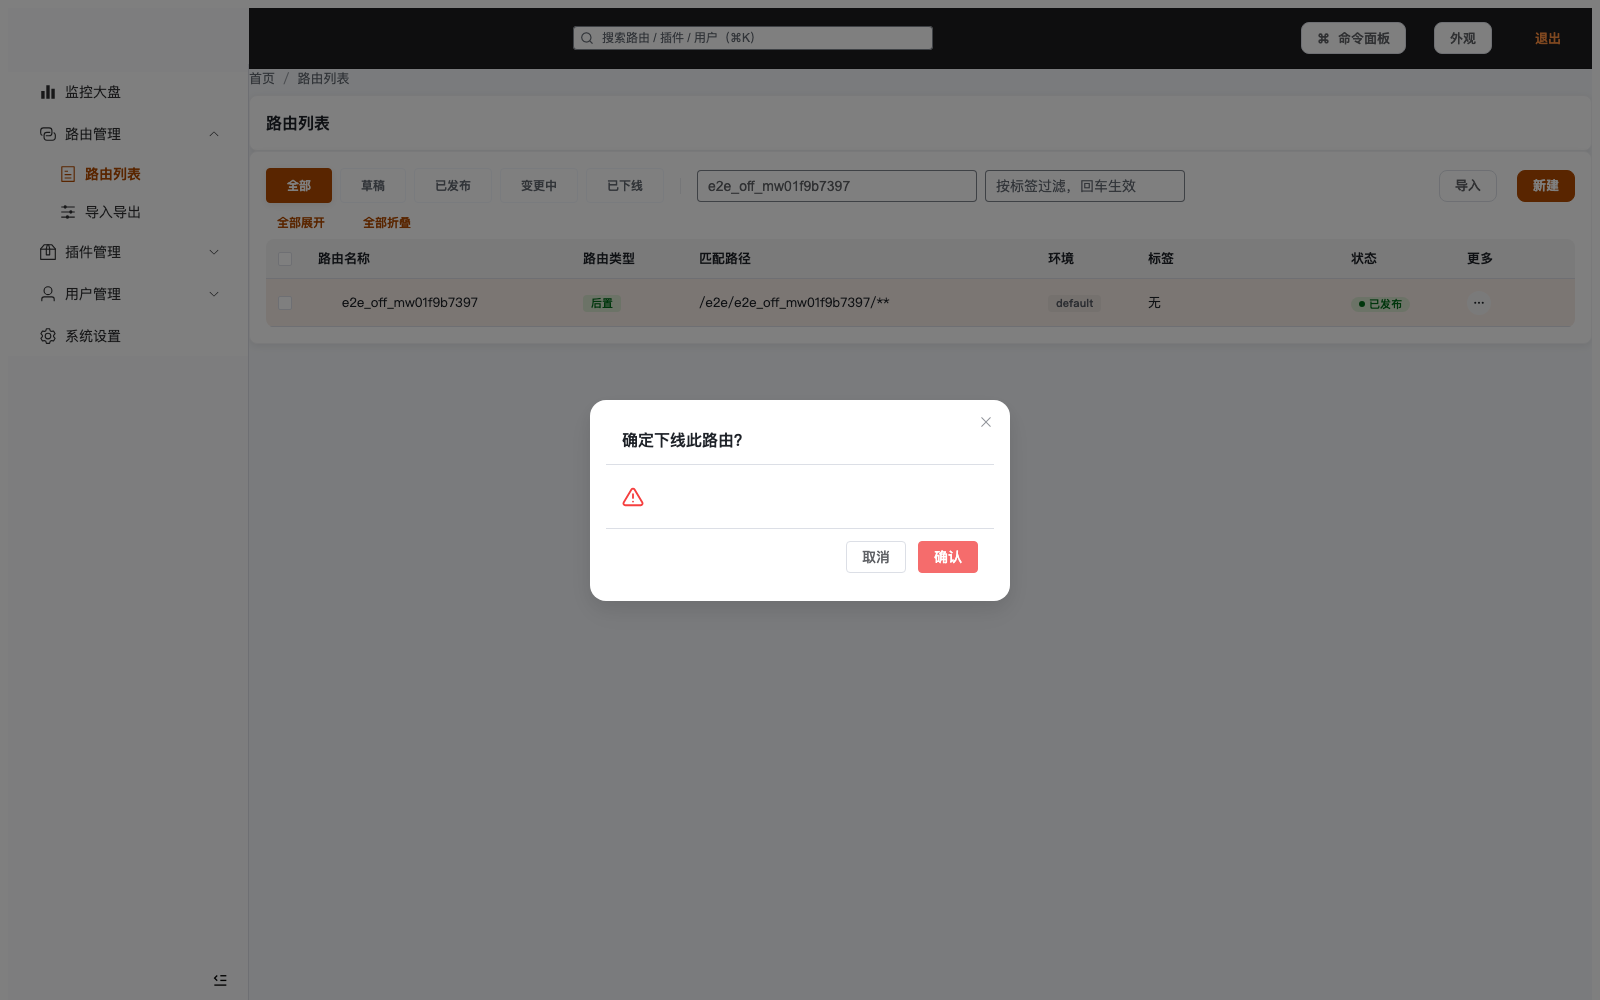 搜索路由 / 插件 / 用户（⌘K）
⌘ 命令面板
外观
退出
监控大盘
路由管理
路由列表
导入导出
插件管理
用户管理
系统设置
首页 / 路由列表
路由列表
全部
草稿
已发布
变更中
已下线
e2e_off_mw01f9b7397
按标签过滤，回车生效
导入
新建
全部展开
全部折叠
路由名称 路由类型 匹配路径 环境 标签 状态 更多
e2e_off_mw01f9b7397 后置 /e2e/e2e_off_mw01f9b7397/** default 无 已发布 ···
确定下线此路由?
取消
确认